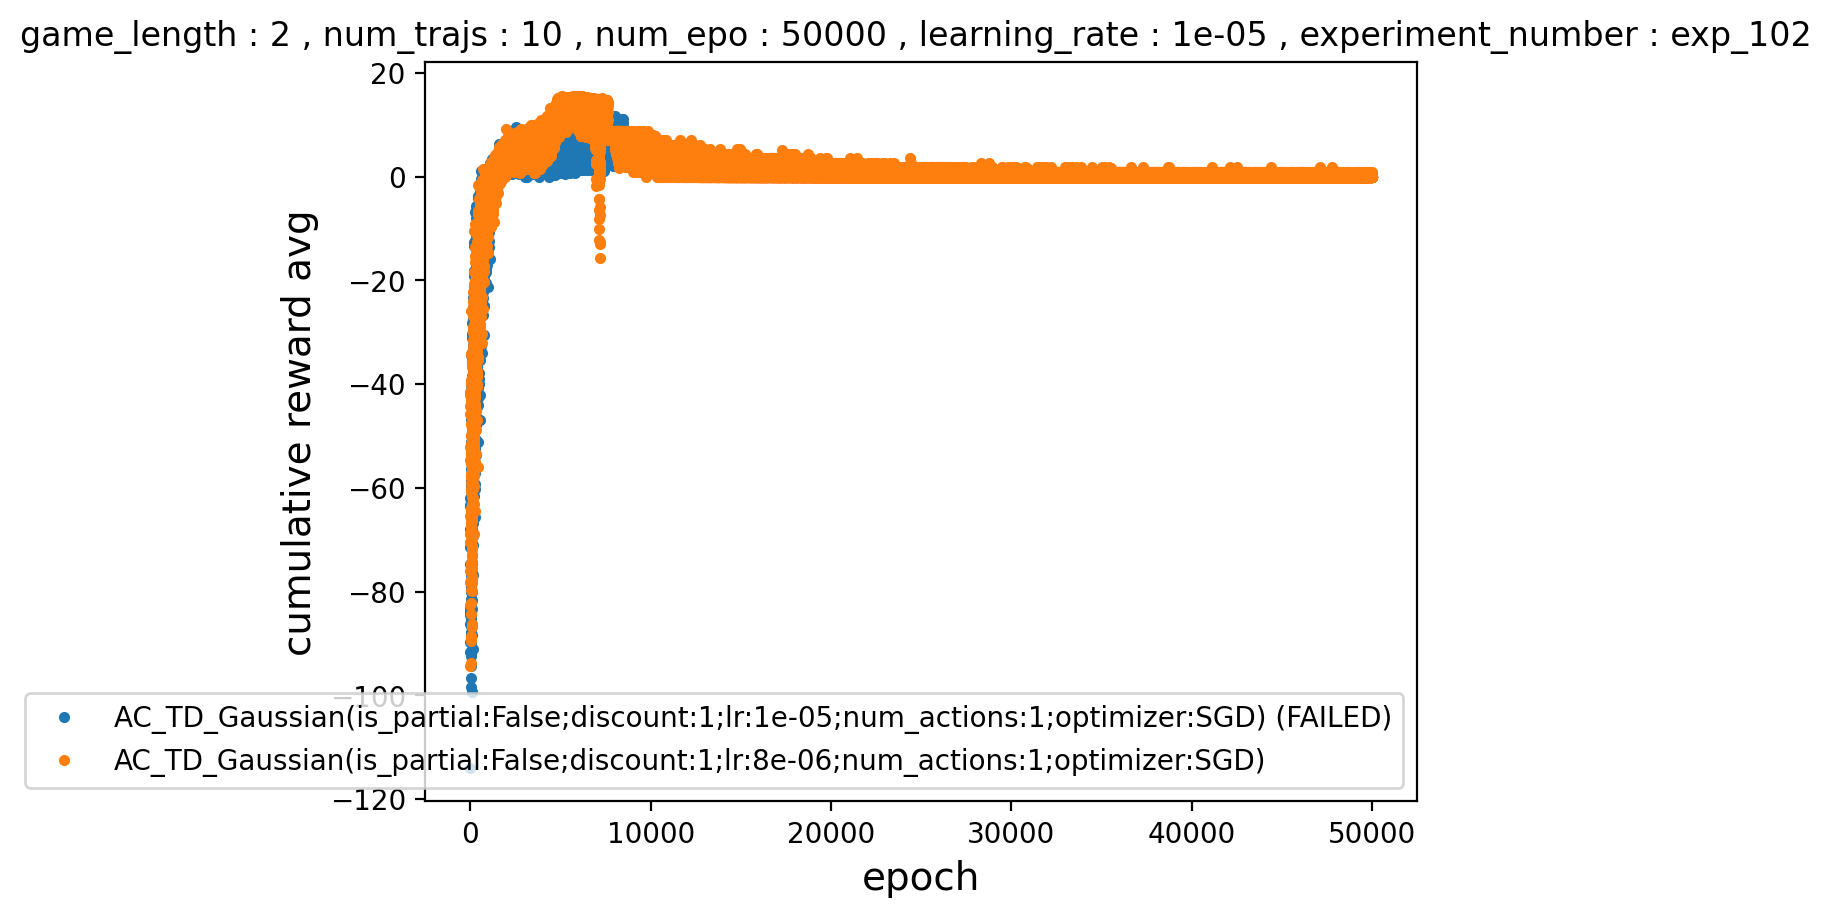 game_length : 2 , num_trajs : 10 , num_epo : 50000 , learning_rate : 1e-05 , experiment_number : exp_102
20
0
−20
−40
−60
−80
−100
−120
cumulative reward avg
AC_TD_Gaussian(is_partial:False;discount:1;lr:1e-05;num_actions:1;optimizer:SGD) (FAILED)
AC_TD_Gaussian(is_partial:False;discount:1;lr:8e-06;num_actions:1;optimizer:SGD)
0 10000 20000 30000 40000 50000
epoch